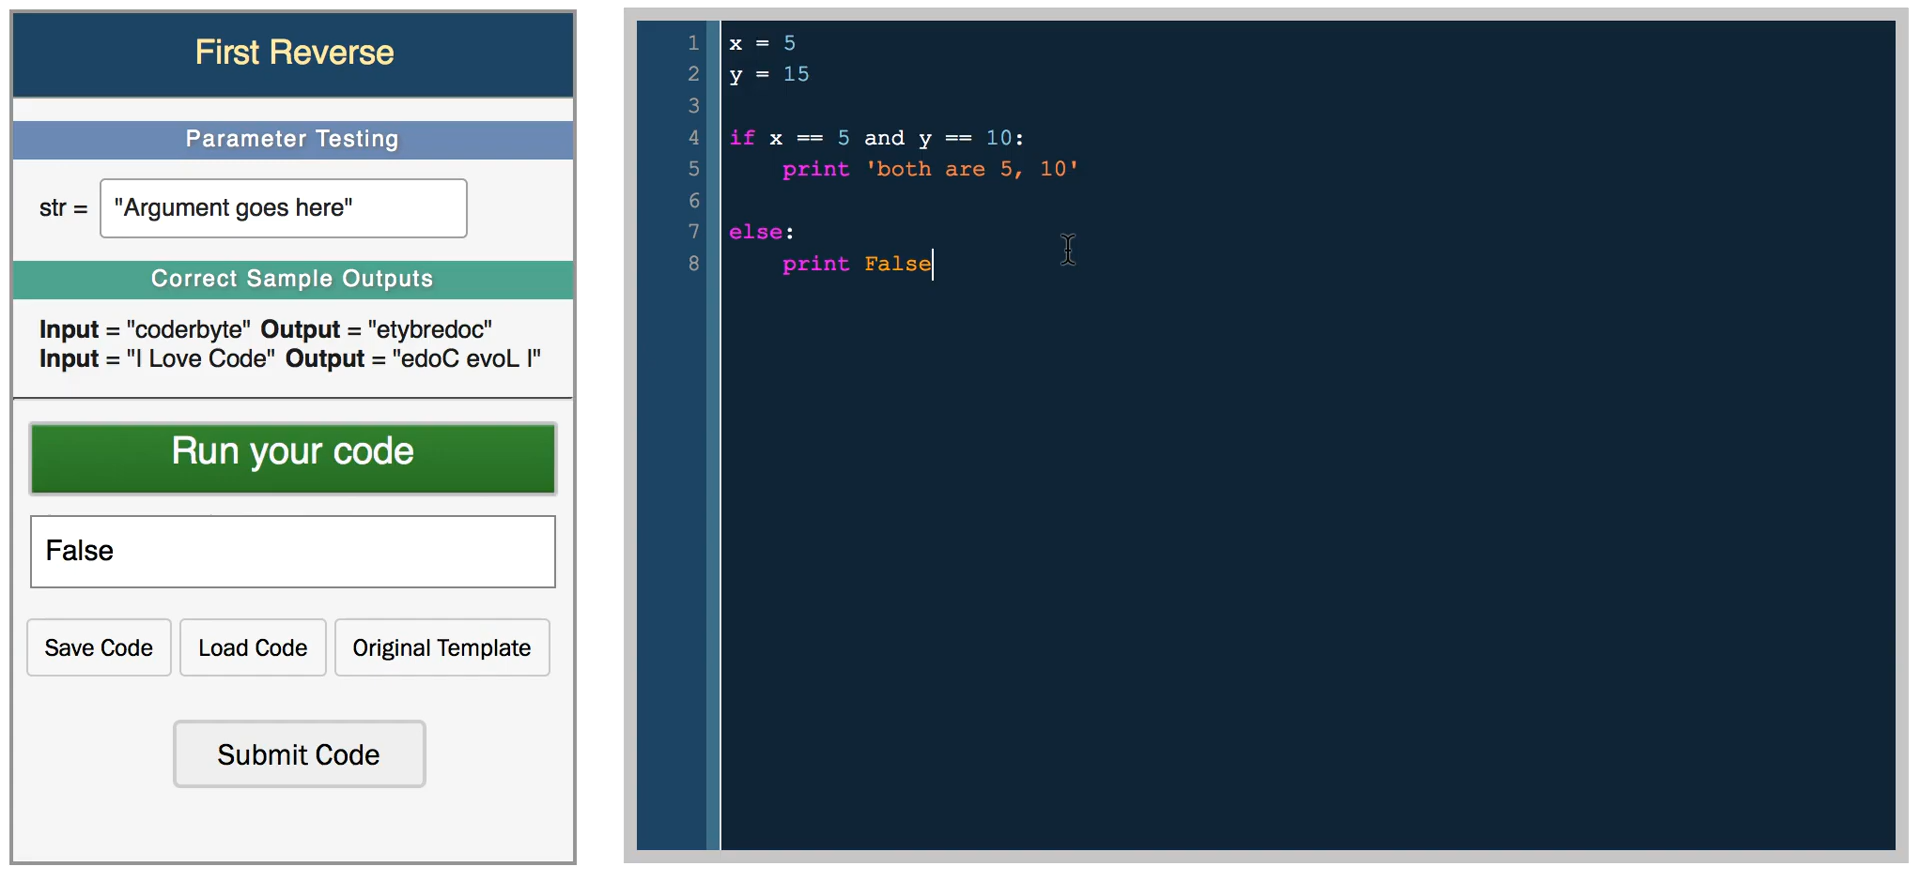 First Reverse
Parameter Testing
str = "Argument goes here"
Correct Sample Outputs
Input = "coderbyte" Output = "etybredoc"
Input = "I Love Code" Output = "edoC evoL I"
Run your code
False
Save Code Load Code Original Template
Submit Code
1 x = 5
2 y = 15
3
4 if x == 5 and y == 10:
5     print 'both are 5, 10'
6
7 else:
8     print False